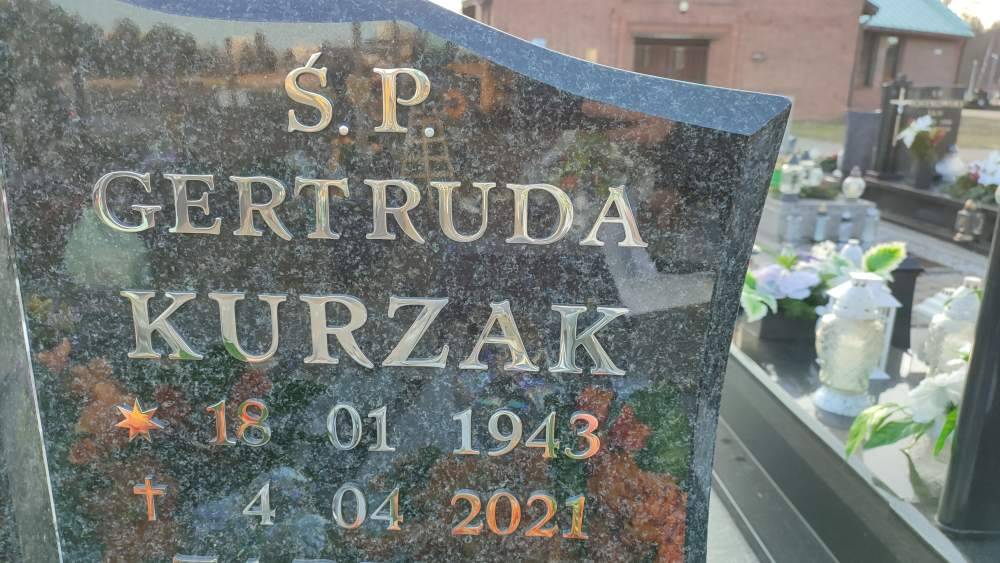 Ś. P.
GERTRUDA
KURZAK
18 01 1943
4 04 2021